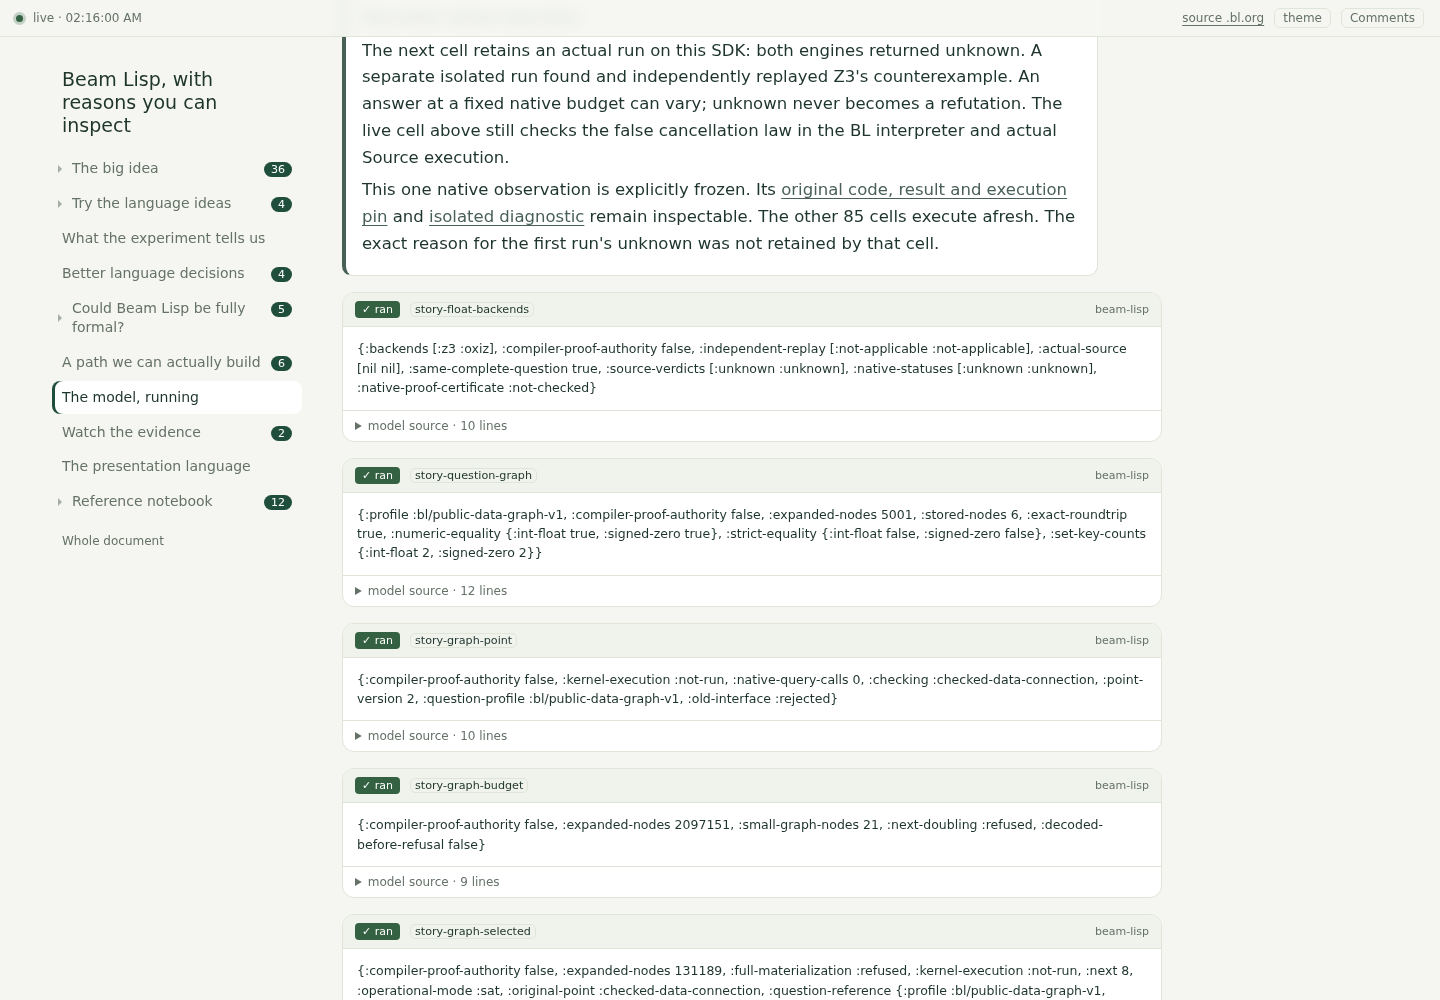 live · 02:16:00 AM
source .bl.org
theme
Comments
Beam Lisp, with
reasons you can
inspect
The big idea 36
Try the language ideas 4
What the experiment tells us
Better language decisions 4
Could Beam Lisp be fully 5
formal?
A path we can actually build 6
The model, running
Watch the evidence 2
The presentation language
Reference notebook 12
Whole document
The next cell retains an actual run on this SDK: both engines returned unknown. A
separate isolated run found and independently replayed Z3's counterexample. An
answer at a fixed native budget can vary; unknown never becomes a refutation. The
live cell above still checks the false cancellation law in the BL interpreter and actual
Source execution.
This one native observation is explicitly frozen. Its original code, result and execution
pin and isolated diagnostic remain inspectable. The other 85 cells execute afresh. The
exact reason for the first run's unknown was not retained by that cell.
✓ ran story-float-backends beam-lisp
{:backends [:z3 :oxiz], :compiler-proof-authority false, :independent-replay [:not-applicable :not-applicable], :actual-source
[nil nil], :same-complete-question true, :source-verdicts [:unknown :unknown], :native-statuses [:unknown :unknown],
:native-proof-certificate :not-checked}
▶ model source · 10 lines
✓ ran story-question-graph beam-lisp
{:profile :bl/public-data-graph-v1, :compiler-proof-authority false, :expanded-nodes 5001, :stored-nodes 6, :exact-roundtrip
true, :numeric-equality {:int-float true, :signed-zero true}, :strict-equality {:int-float false, :signed-zero false}, :set-key-counts
{:int-float 2, :signed-zero 2}}
▶ model source · 12 lines
✓ ran story-graph-point beam-lisp
{:compiler-proof-authority false, :kernel-execution :not-run, :native-query-calls 0, :checking :checked-data-connection, :point-
version 2, :question-profile :bl/public-data-graph-v1, :old-interface :rejected}
▶ model source · 10 lines
✓ ran story-graph-budget beam-lisp
{:compiler-proof-authority false, :expanded-nodes 2097151, :small-graph-nodes 21, :next-doubling :refused, :decoded-
before-refusal false}
▶ model source · 9 lines
✓ ran story-graph-selected beam-lisp
{:compiler-proof-authority false, :expanded-nodes 131189, :full-materialization :refused, :kernel-execution :not-run, :next 8,
:operational-mode :sat, :original-point :checked-data-connection, :question-reference {:profile :bl/public-data-graph-v1,